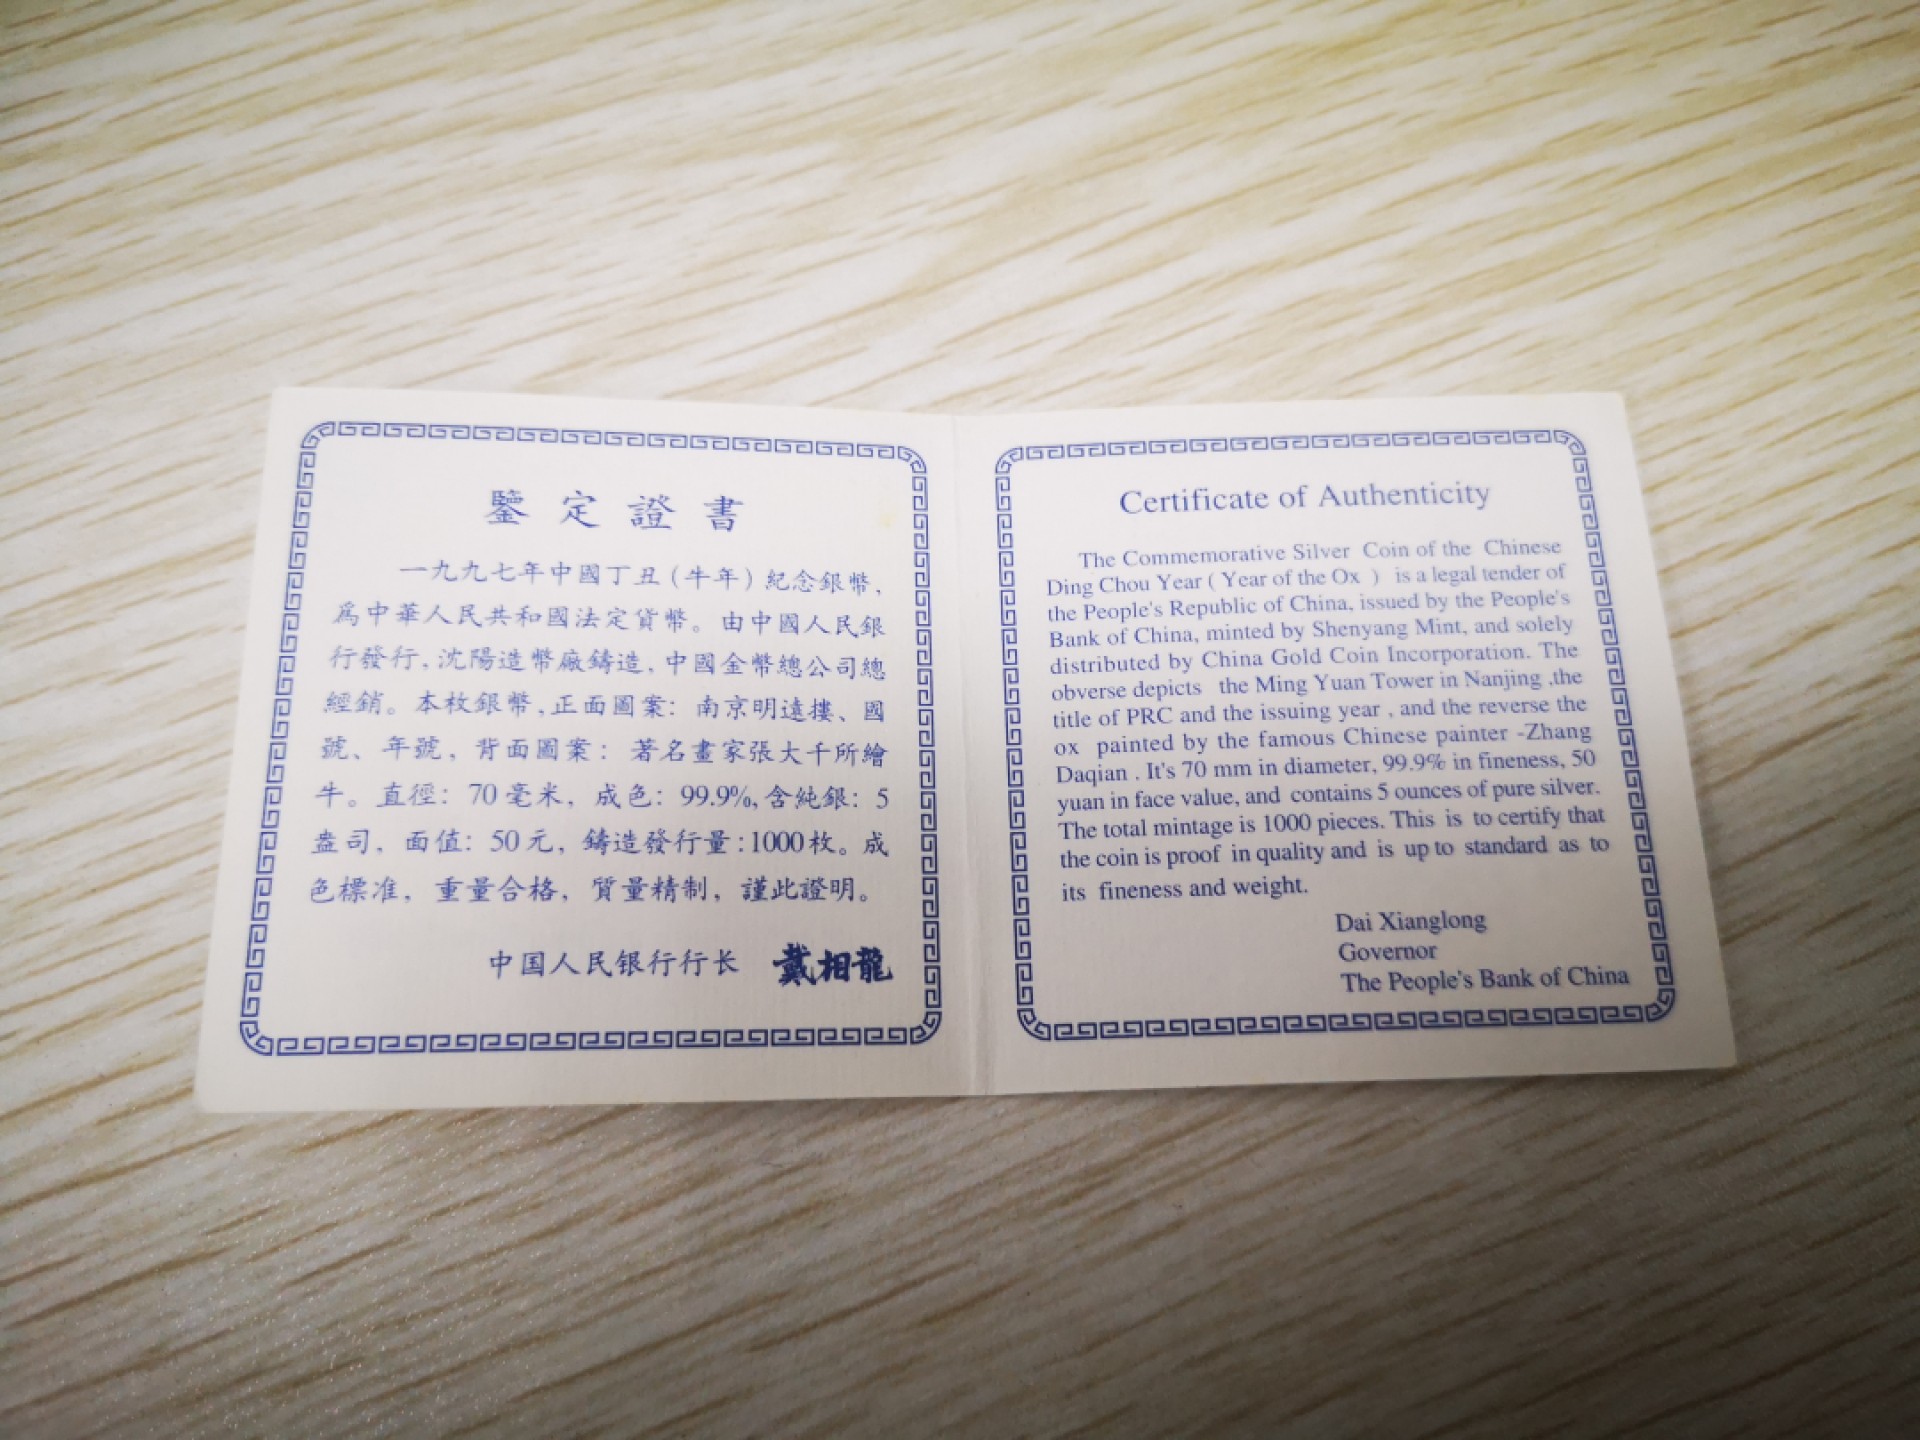 鑒定證書
一九九七年中國丁丑(牛年)紀念銀幣,
爲中華人民共和國法定貨幣。由中國人民銀
行發行,沈陽造幣廠鑄造,中國金幣總公司總
經銷。本枚銀幣,正面圖案:南京明遠樓、國
號、年號,背面圖案:著名畫家張大千所繪
牛。直徑:70毫米,成色:99.9%,含純銀:5
盎司,面值:50元,鑄造發行量:1000枚。成
色標准,重量合格,質量精制,謹此證明。
中国人民银行行长 戴相龍
Certificate of Authenticity
The Commemorative Silver Coin of the Chinese
Ding Chou Year ( Year of the Ox ) is a legal tender of
the People's Republic of China, issued by the People's
Bank of China, minted by Shenyang Mint, and solely
distributed by China Gold Coin Incorporation. The
obverse depicts the Ming Yuan Tower in Nanjing ,the
title of PRC and the issuing year , and the reverse the
ox painted by the famous Chinese painter -Zhang
Daqian . It's 70 mm in diameter, 99.9% in fineness, 50
yuan in face value, and contains 5 ounces of pure silver.
The total mintage is 1000 pieces. This is to certify that
the coin is proof in quality and is up to standard as to
its fineness and weight.
Dai Xianglong
Governor
The People's Bank of China